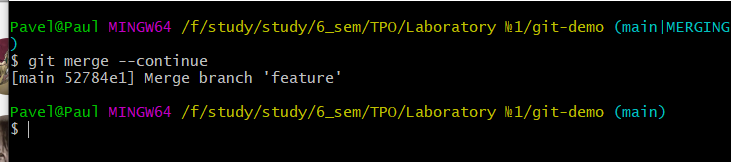 Pavel@Paul MINGW64 /f/study/study/6_sem/TPO/Laboratory №1/git-demo (main|MERGING
)
$ git merge --continue
[main 52784e1] Merge branch 'feature'
Pavel@Paul MINGW64 /f/study/study/6_sem/TPO/Laboratory №1/git-demo (main)
$